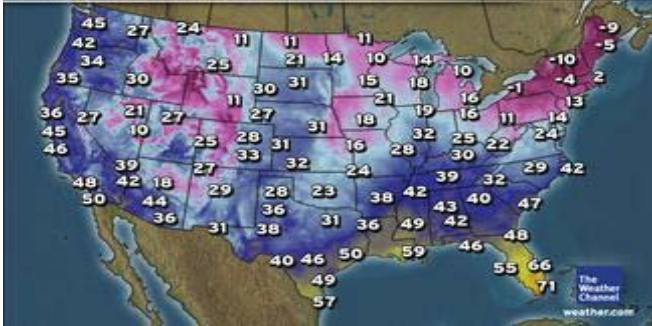 45 27 24 11 11 11 -9
42 -5
34 25 21 14 10 14 -10
35 30 30 31 15 18 10 -4 2
11 21 16 -1 13
36 27 21 27 27 31 18 19 16 11 14
45 10 25 28 31 16 32 25 22 24
46 33 32 28 30
39 27 24 29 42
48 42 18 29 28 23 38 42 39 32
50 44 36 43 40 47
36 31 38 31 36 49 42 48
40 46 50 59 46
49 55 66
57 71
The
Weather
Channel
weather.com